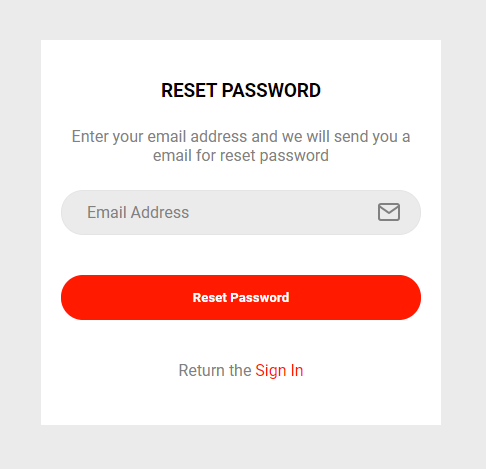 RESET PASSWORD
Enter your email address and we will send you a
email for reset password
Email Address
Reset Password
Return the Sign In